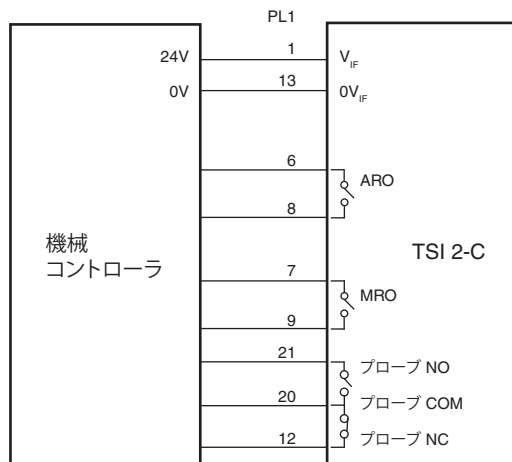 PL1
24V 1 V_IF
0V 13 0V_IF
6
ARO
8
機械
コントローラ
TSI 2-C
7
MRO
9
21 プローブ NO
20 プローブ COM
12 プローブ NC